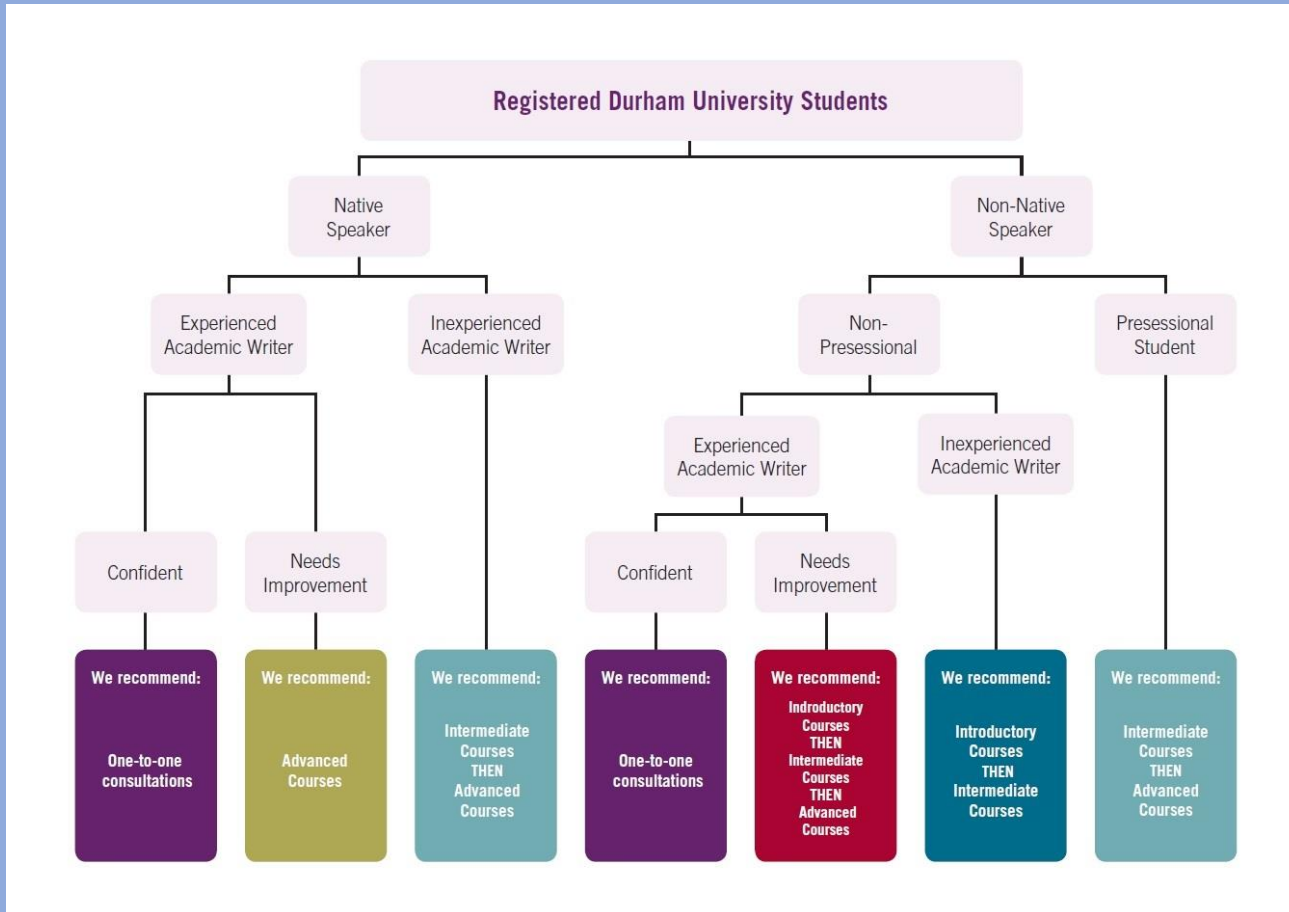 Registered Durham University Students
Native
Speaker
Non-Native
Speaker
Experienced
Academic Writer
Inexperienced
Academic Writer
Non-
Presessional
Presessional
Student
Experienced
Academic Writer
Inexperienced
Academic Writer
Confident
Needs
Improvement
Confident
Needs
Improvement
We recommend:
One-to-one
consultations
We recommend:
Advanced
Courses
We recommend:
Intermediate
Courses
THEN
Advanced
Courses
We recommend:
One-to-one
consultations
We recommend:
Indroductory
Courses
THEN
Intermediate
Courses
THEN
Advanced
Courses
We recommend:
Introductory
Courses
THEN
Intermediate
Courses
We recommend:
Intermediate
Courses
THEN
Advanced
Courses